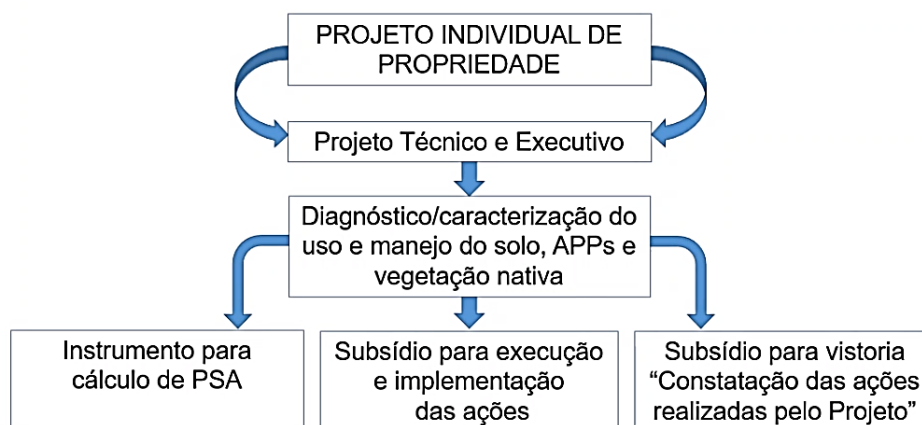 PROJETO INDIVIDUAL DE
PROPRIEDADE
Projeto Técnico e Executivo
Diagnóstico/caracterização do
uso e manejo do solo, APPs e
vegetação nativa
Instrumento para
cálculo de PSA
Subsídio para execução
e implementação
das ações
Subsídio para vistoria
“Constatação das ações
realizadas pelo Projeto”